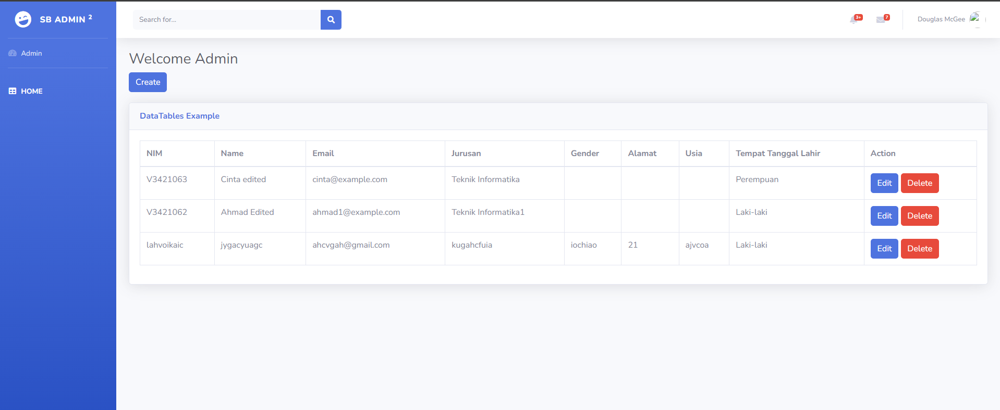 SB ADMIN 2
Search for...
3+
7
Douglas McGee
Admin
HOME
Welcome Admin
Create
DataTables Example
NIM Name Email Jurusan Gender Alamat Usia Tempat Tanggal Lahir Action
V3421063 Cinta edited cinta@example.com Teknik Informatika Perempuan Edit Delete
V3421062 Ahmad Edited ahmad1@example.com Teknik Informatika1 Laki-laki Edit Delete
lahvoikaic jygacyuagc ahcvgah@gmail.com kugahcfuia iochiao 21 ajvcoa Laki-laki Edit Delete